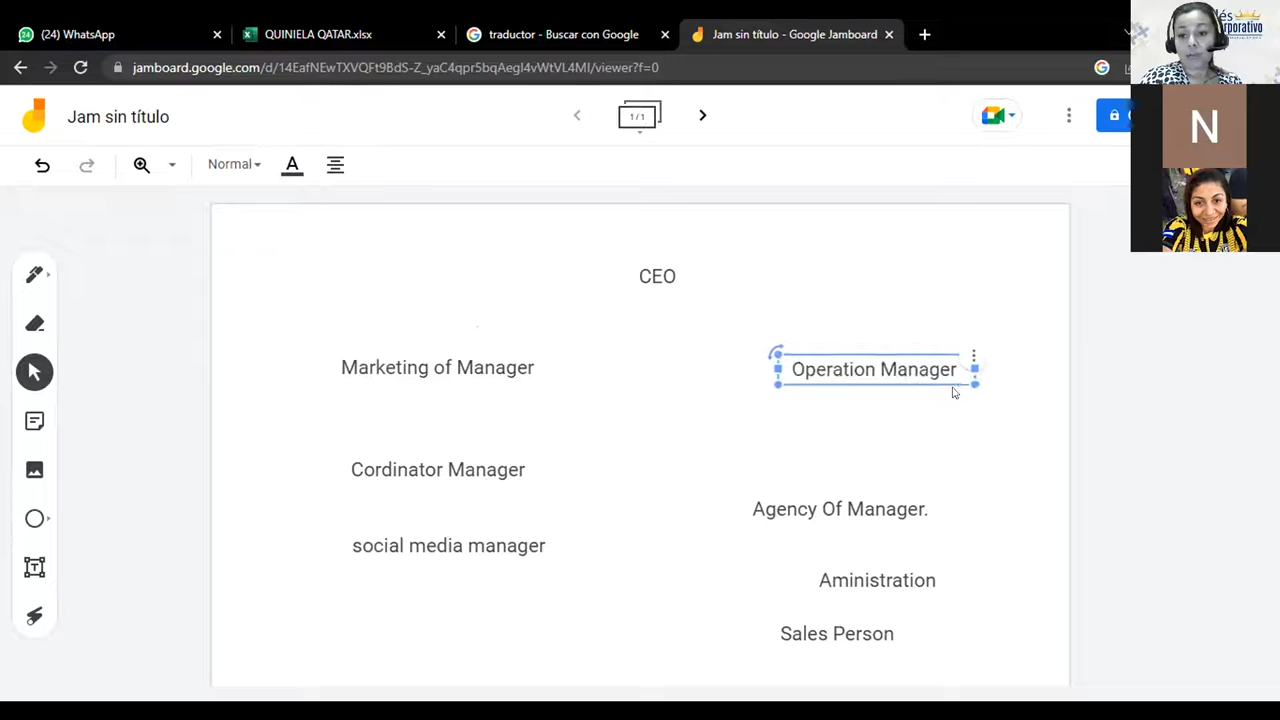 (24) WhatsApp
QUINIELA QATAR.xlsx
traductor - Buscar con Google
Jam sin título - Google Jamboard
jamboard.google.com/d/14EafNEwTXVQFt9BdS-Z_yaC4qpr5bqAegI4vWtVL4MI/viewer?f=0
Jam sin título
1 / 1
Normal
A
CEO
Marketing of Manager
Operation Manager
Cordinator Manager
Agency Of Manager.
social media manager
Aministration
Sales Person
N